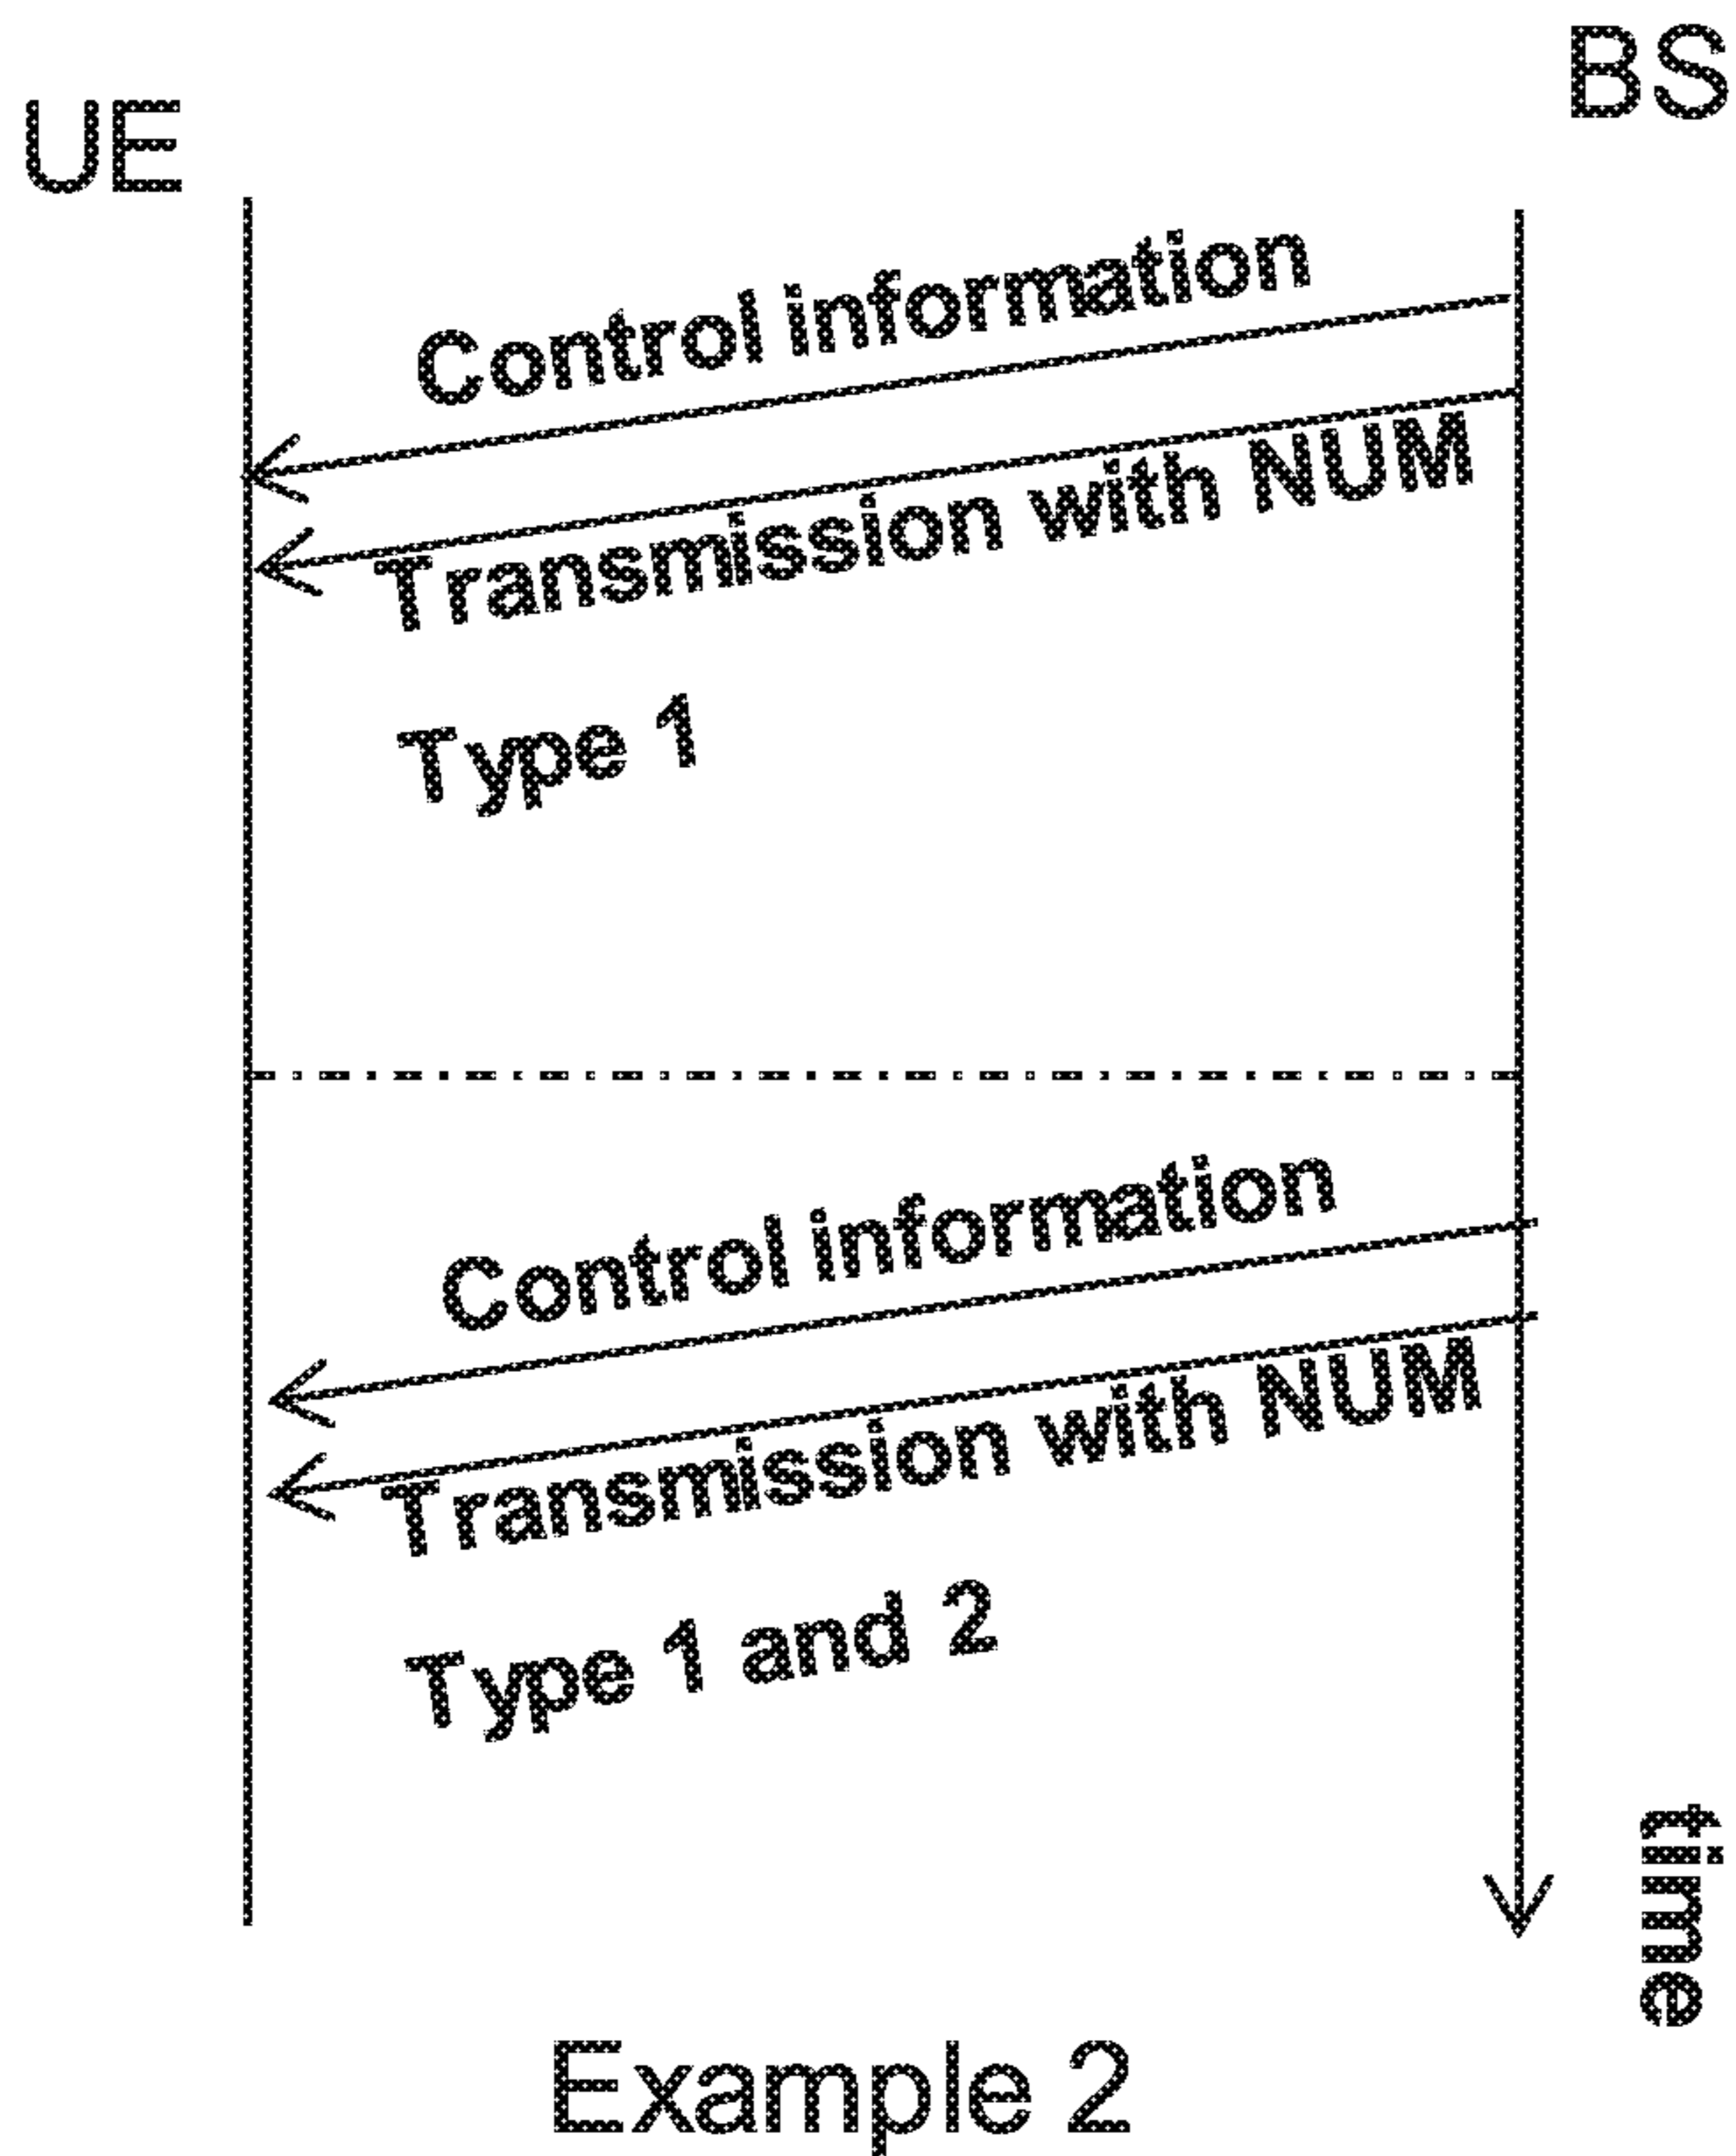 UE
BS
Control information
Transmission with NUM
Type 1
Control information
Transmission with NUM
Type 1 and 2
time
Example 2